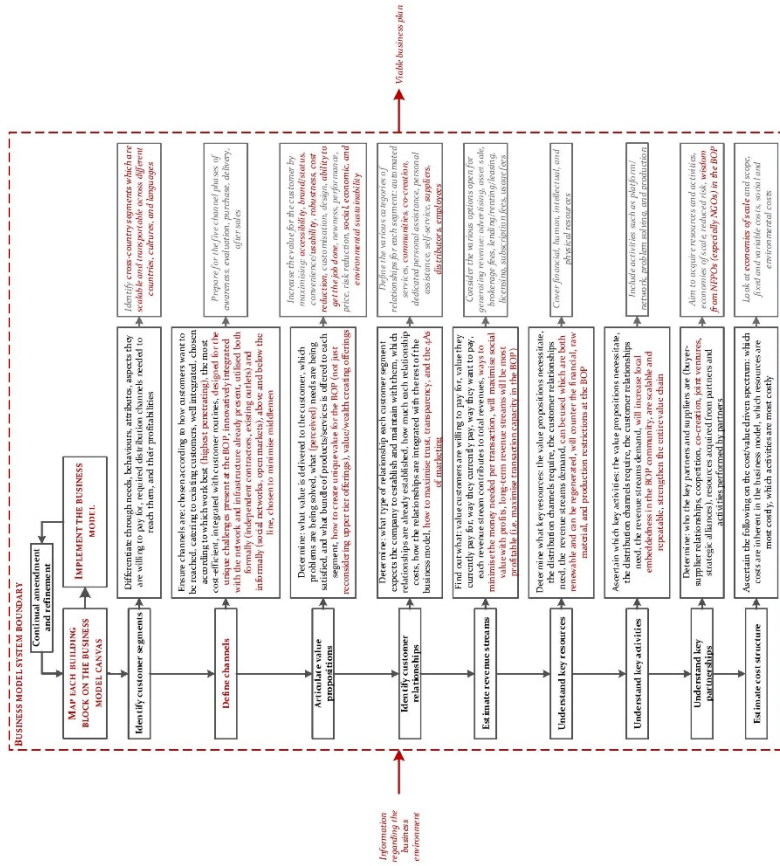 BUSINESS MODEL SYSTEM BOUNDARY
Continual amendment
and refinement
MAP EACH BUILDING
BLOCK ON THE BUSINESS
MODEL CANVAS
IMPLEMENT THE BUSINESS
MODEL
Identify customer segments
Differentiate through needs, behaviors, attributes, aspects they
are willing to pay for, required distribution channels needed to
reach them, and their profitabilities
Identify cross-country segments which are
scalable and transportable across different
countries, cultures, and languages
Define channels
Ensure channels are: chosen according to how customers want to
be reached, catering to existing customers, well integrated, chosen
according to which work best (highest penetrating), the most
cost-efficient, integrated with customer routines, designed for the
unique challenges present at the BOP, innovatively integrated
with the network and infrastructure already present, utilised both
formally (independent contractors, existing outlets) and
informally (social networks, open markets), above and below the
line, chosen to minimise middlemen
Prepare for the five channel phases of
awareness, evaluation, purchase, delivery,
after sales
Articulate value
propositions
Determine: what value is delivered to the customer, which
problems are being solved, what (perceived) needs are being
satisfied, and what bundle of products/services is offered to each
segment, how to create unique value for the BOP (not just
reconsidering upper tier offerings), value/wealth creating offerings
Increase the value for the customer by
maximising: accessibility, brand/status,
convenience/usability, robustness, cost
reduction, customisation, design, ability to
get the job done, newness, performance,
price, risk reduction, social, economic, and
environmental sustainability
Identify customer
relationships
Determine: what type of relationship each customer segment
expects the company to establish and maintain with them, which
relationships are already established, how much each relationship
costs, how the relationships are integrated with the rest of the
business model, how to maximise trust, transparency, and the 4A's
of marketing
Define the various categories of
relationships for each segment: automated
services, communities, co-creation,
dedicated personal assistance, personal
assistance, self-service, suppliers,
distributors, employees
Estimate revenue streams
Find out what: value customers are willing to pay for, value they
currently pay for, way they currently pay, way they want to pay,
each revenue stream contributes to total revenues, ways to
minimise the money needed per transaction, will maximise social
value with profits, long term revenue streams will be most
profitable (i.e. maximise transaction capacity in the BOP)
Consider the various options open for
generating revenue: advertising, asset sale,
brokerage fees, lending/renting/leasing,
licensing, subscription fees, usage fees
Understand key resources
Determine what key resources: the value propositions necessitate,
the distribution channels require, the customer relationships
need, the revenue streams demand, can be used which are both
renewable and can be regenerated, will counter the financial, raw
material, and production restrictions at the BOP
Cover financial, human, intellectual, and
physical resources
Understand key activities
Ascertain which key activities: the value propositions necessitate,
the distribution channels require, the customer relationships
need, the revenue streams demand, will increase local
embeddedness in the BOP community, are scalable and
repeatable, strengthen the entire value chain
Include activities such as platform/
network, problem solving, and production
Understand key
partnerships
Determine: who the key partners and suppliers are (buyer-
supplier relationships, coopetition, co-creation, joint ventures,
strategic alliances), resources acquired from partners and
activities performed by partners
Aim to acquire resources and activities,
economies of scale, reduced risk, wisdom
from NFPOs (especially NGOs) in the BOP
Estimate cost structure
Ascertain the following on the cost/value driven spectrum: which
costs are inherent in the business model, which resources are
most costly, which activities are most costly
Look at economies of scale and scope,
fixed and variable costs, social and
environmental costs
Information
regarding the
business
environment
Viable business plan